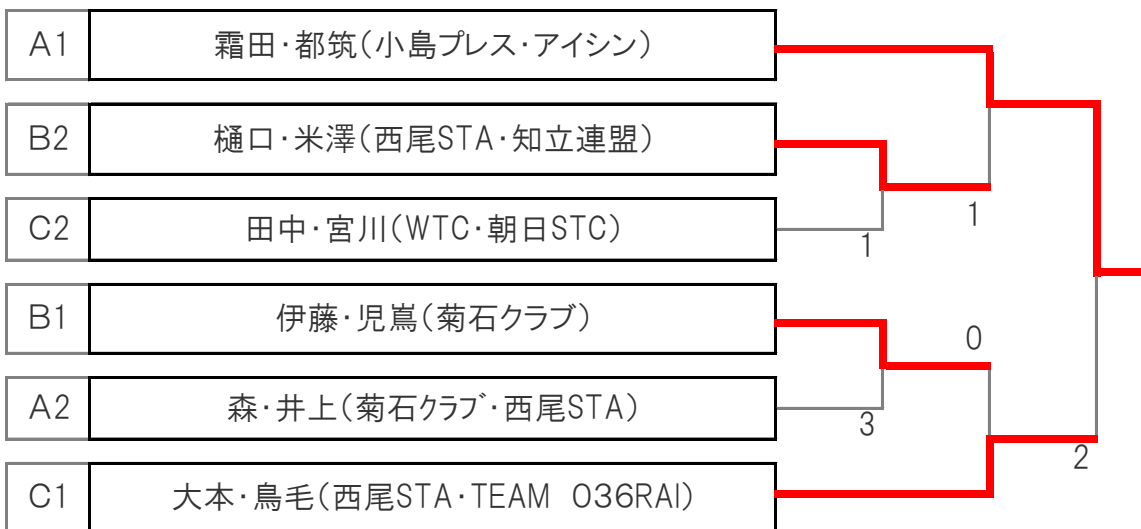 A1 霜田・都筑(小島プレス・アイシン)
B2 樋口・米澤(西尾STA・知立連盟)
C2 田中・宮川(WTC・朝日STC)
1
1
B1 伊藤・児嶌(菊石クラブ)
0
A2 森・井上(菊石ｸﾗﾌﾞ・西尾STA)
3
2
C1 大本・鳥毛(西尾STA・TEAM O36RAI)